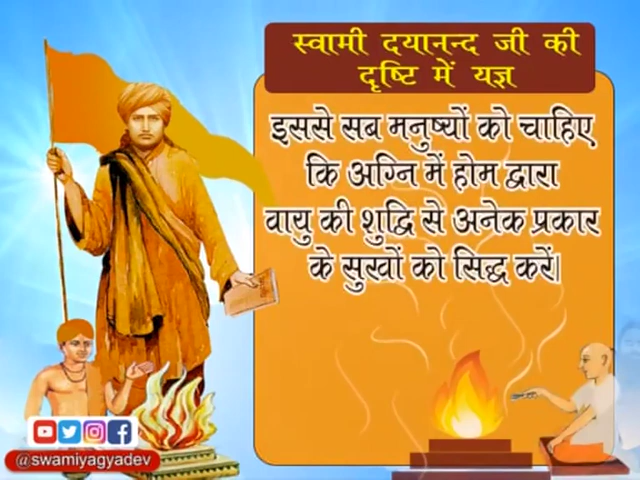 स्वामी दयानन्द जी की
दृष्टि में यज्ञ
इससे सब मनुष्यों को चाहिए
कि अग्नि में होम द्वारा
वायु की शुद्धि से अनेक प्रकार
के सुखों को सिद्ध करें।
@swamiyagyadev